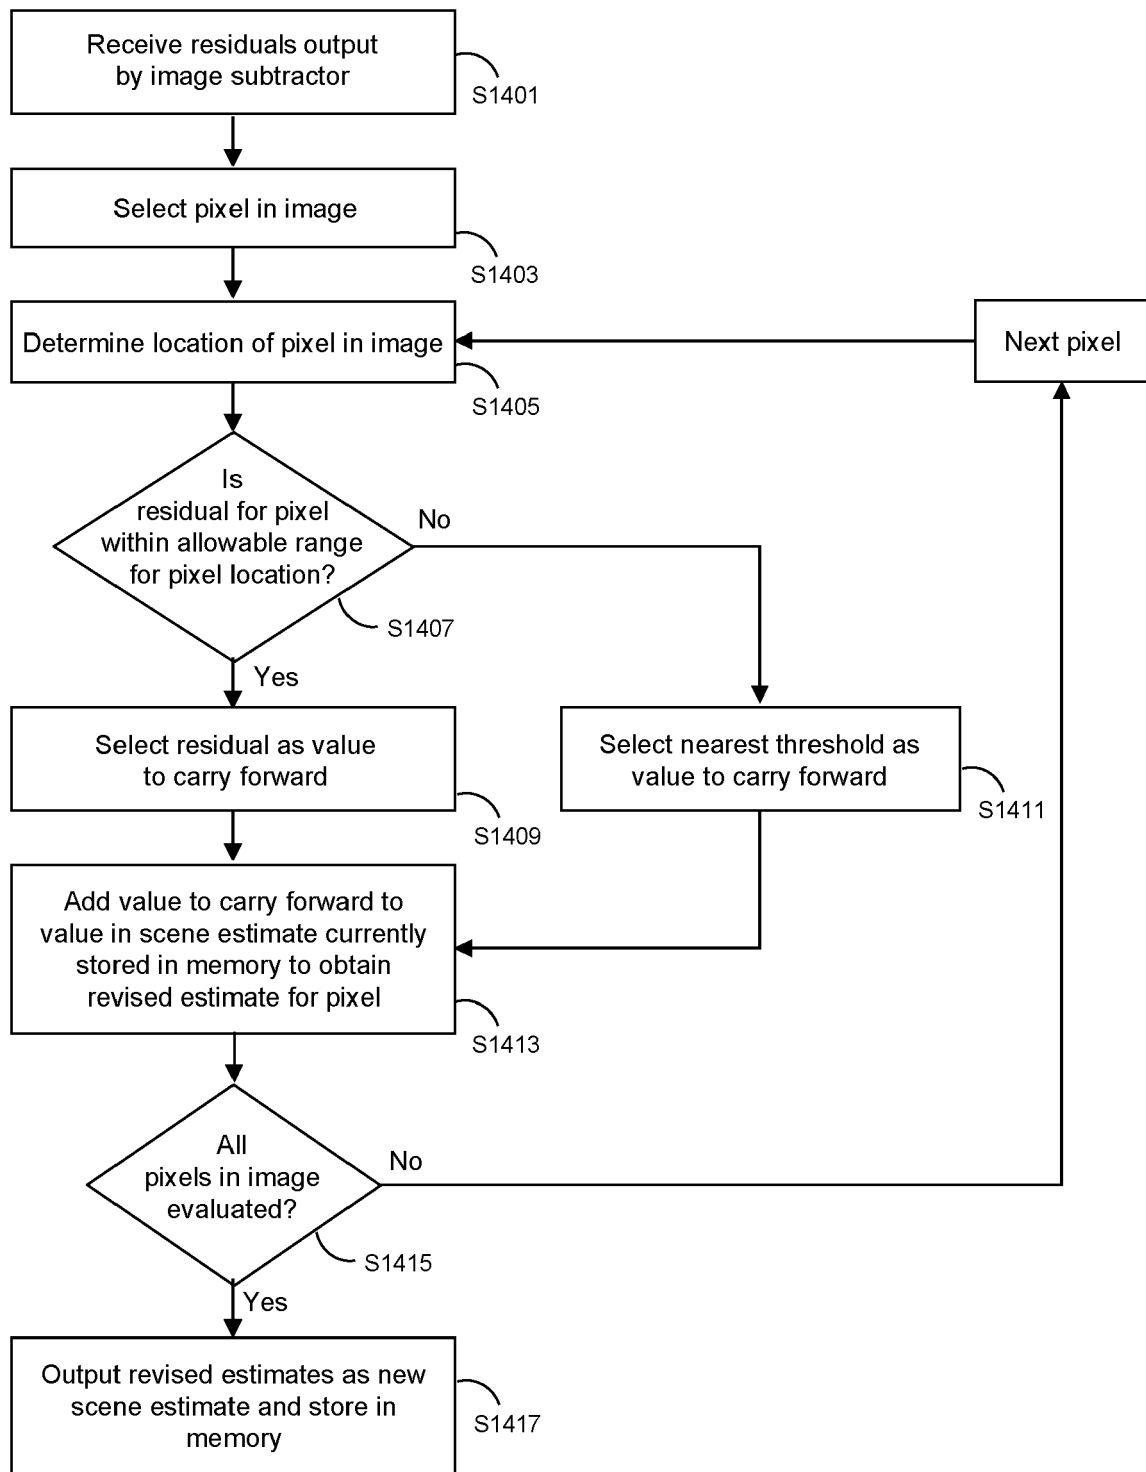 Receive residuals output
by image subtractor
S1401
Select pixel in image
S1403
Determine location of pixel in image
S1405
Next pixel
Is
residual for pixel
within allowable range
for pixel location?
No
S1407
Yes
Select residual as value
to carry forward
S1409
Select nearest threshold as
value to carry forward
S1411
Add value to carry forward to
value in scene estimate currently
stored in memory to obtain
revised estimate for pixel
S1413
All
pixels in image
evaluated?
No
S1415
Yes
Output revised estimates as new
scene estimate and store in
memory
S1417